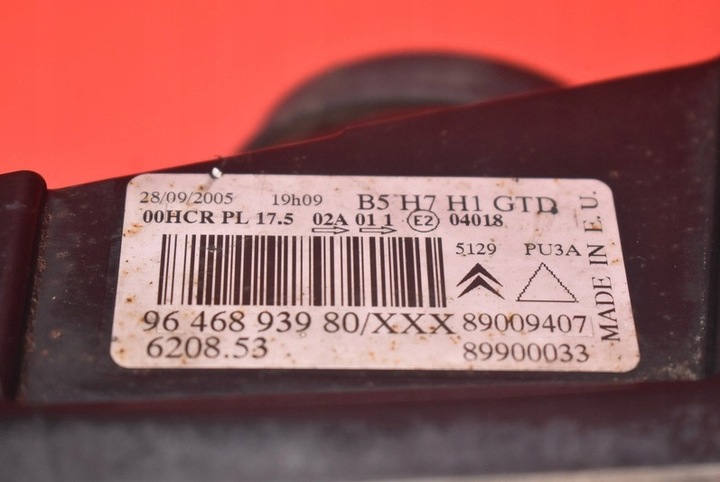 28/09/2005 19h09 B5 H7 H1 GTD
00HCR PL 17.5 02A 01 1 E2 04018
5129 PU3A
96 468 939 80/XXX 89009407
6208.53 89900033
MADE IN E.U.